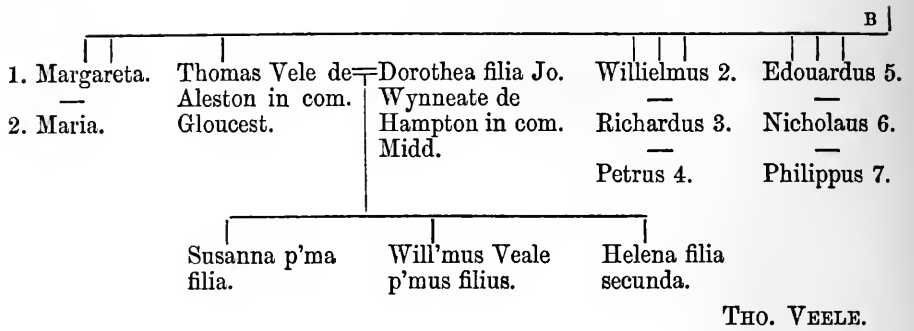 B
1. Margareta.
2. Maria.
Thomas Vele de
Aleston in com.
Gloucest.
Dorothea filia Jo.
Wynneate de
Hampton in com.
Midd.
Willielmus 2.
Richardus 3.
Petrus 4.
Edouardus 5.
Nicholaus 6.
Philippus 7.
Susanna p'ma
filia.
Will'mus Veale
p'mus filius.
Helena filia
secunda.
THO. VEELE.